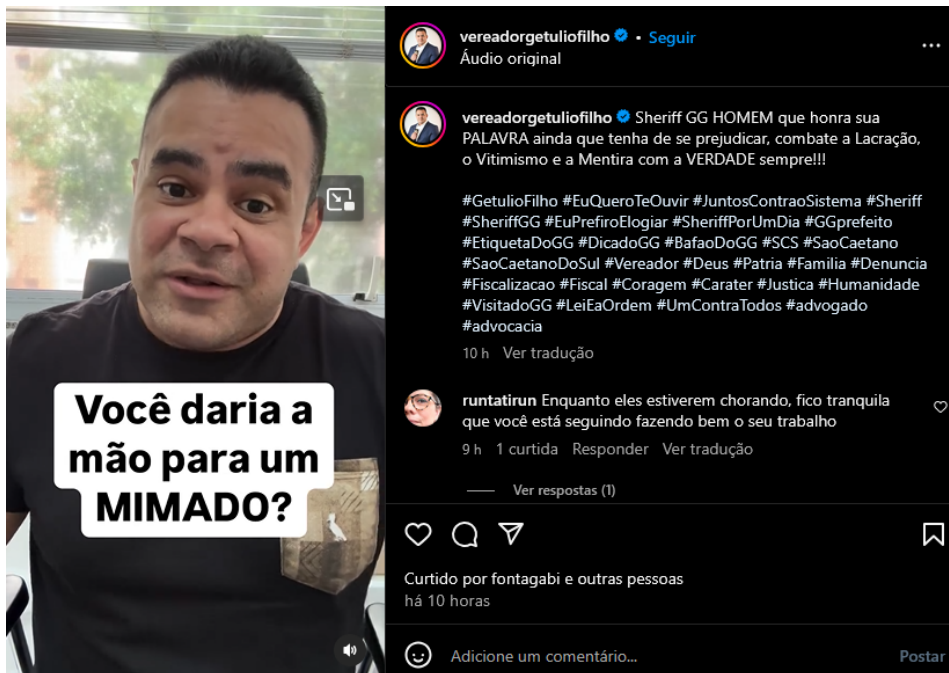 Você daria a
mão para um
MIMADO?
vereadorgetuliofilho • Seguir
Áudio original
vereadorgetuliofilho Sheriff GG HOMEM que honra sua
PALAVRA ainda que tenha de se prejudicar, combate a Lacração,
o Vitimismo e a Mentira com a VERDADE sempre!!!
#GetulioFilho #EuQueroTeOuvir #JuntosContraoSistema #Sheriff
#SheriffGG #EuPrefiroElogiar #SheriffPorUmDia #GGprefeito
#EtiquetaDoGG #DicadoGG #BafaoDoGG #SCS #SaoCaetano
#SaoCaetanoDoSul #Vereador #Deus #Patria #Familia #Denuncia
#Fiscalizacao #Fiscal #Coragem #Carater #Justica #Humanidade
#VisitadoGG #LeiEaOrdem #UmContraTodos #advogado
#advocacia
10 h Ver tradução
runtatirun Enquanto eles estiverem chorando, fico tranquila
que você está seguindo fazendo bem o seu trabalho
9 h 1 curtida Responder Ver tradução
Ver respostas (1)
Curtido por fontagabi e outras pessoas
há 10 horas
Adicione um comentário...
Postar